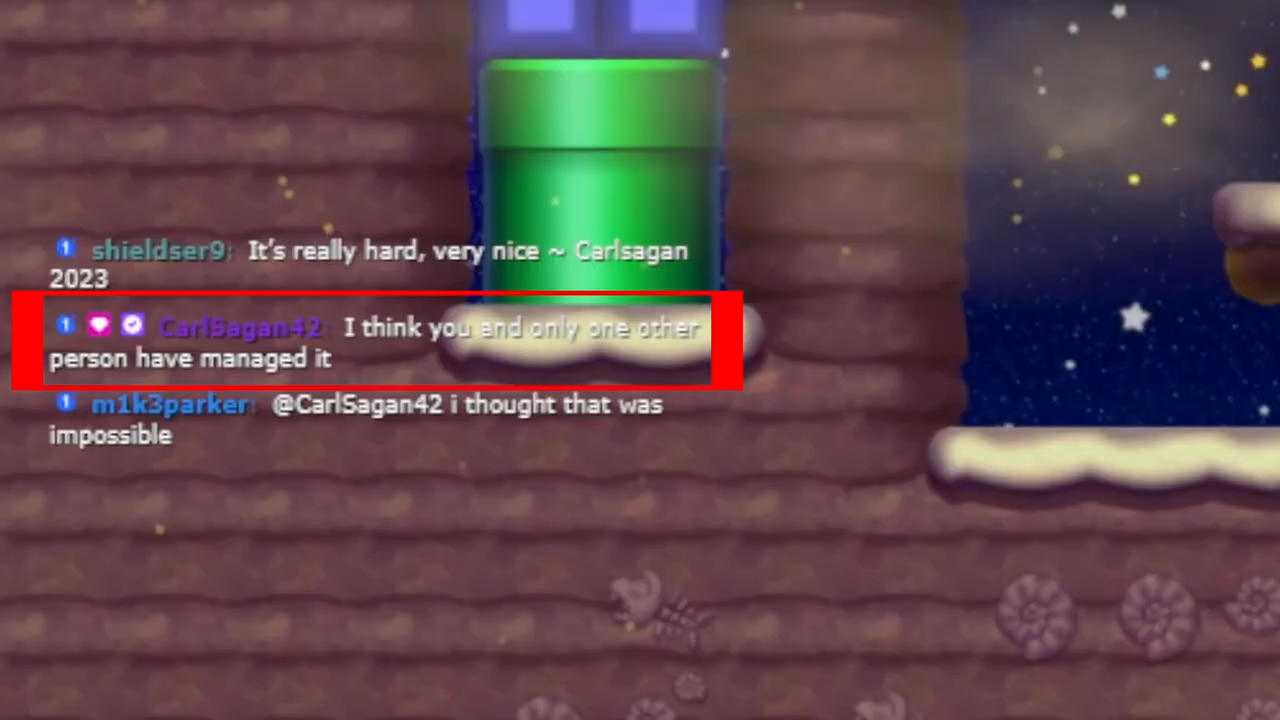 shieldser9: It's really hard, very nice ~ Carlsagan
2023
CarlSagan42: I think you and only one other
person have managed it
m1k3parker: @CarlSagan42 i thought that was
impossible